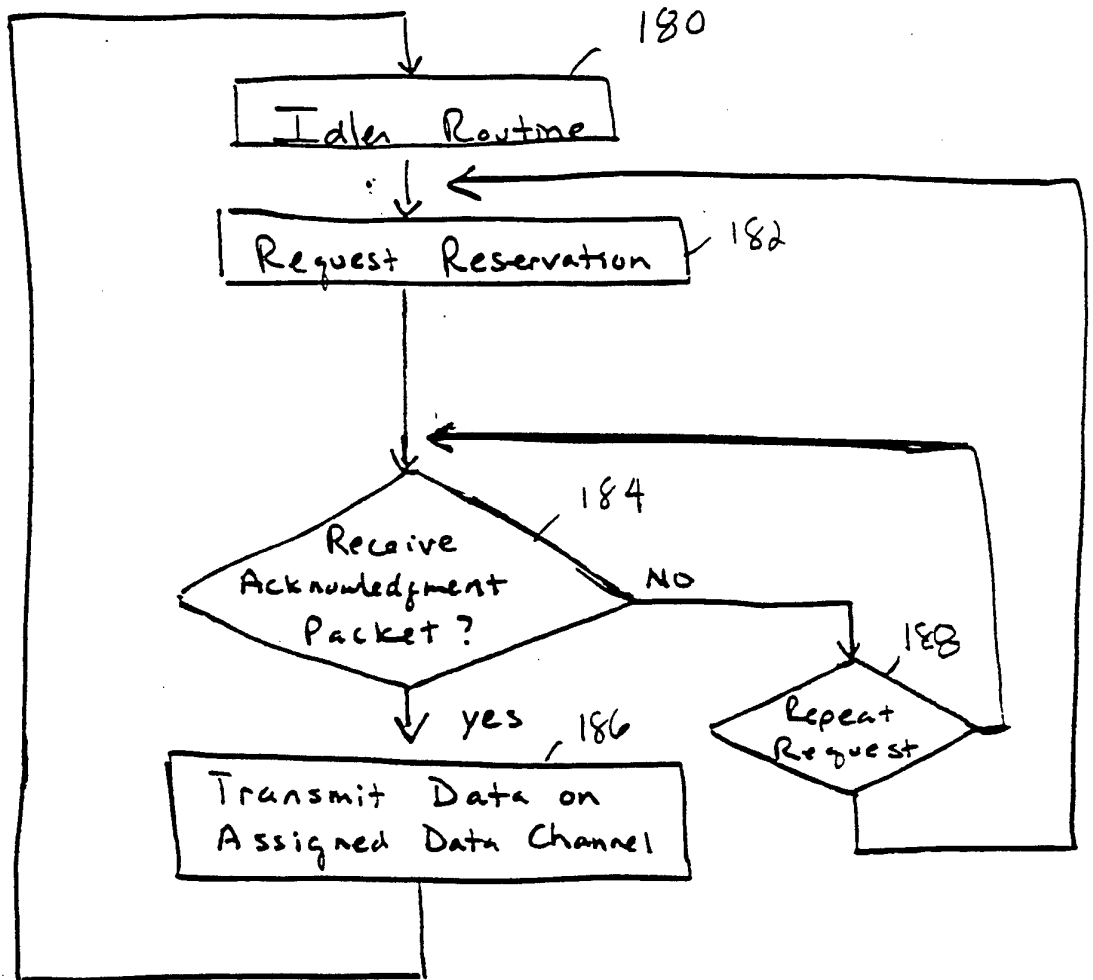 180
Idler Routine
182
Request Reservation
184
Receive
Acknowledgment
Packet?
NO
188
Repeat
Request
yes
186
Transmit Data on
Assigned Data Channel